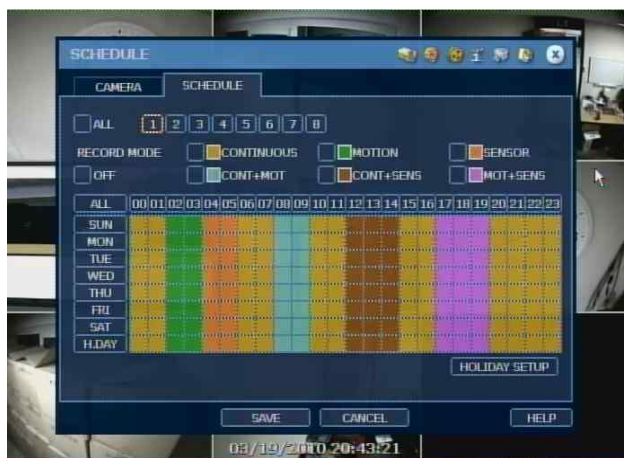 SCHEDULE
CAMERA SCHEDULE
ALL 1 2 3 4 5 6 7 8
RECORD MODE CONTINUOUS MOTION SENSOR
OFF CONT+MOT CONT+SENS MOT+SENS
ALL 00 01 02 03 04 05 06 07 08 09 10 11 12 13 14 15 16 17 18 19 20 21 22 23
SUN
MON
TUE
WED
THU
FRI
SAT
H.DAY
HOLIDAY SETUP
SAVE CANCEL HELP
03/19/2010 20:43:21